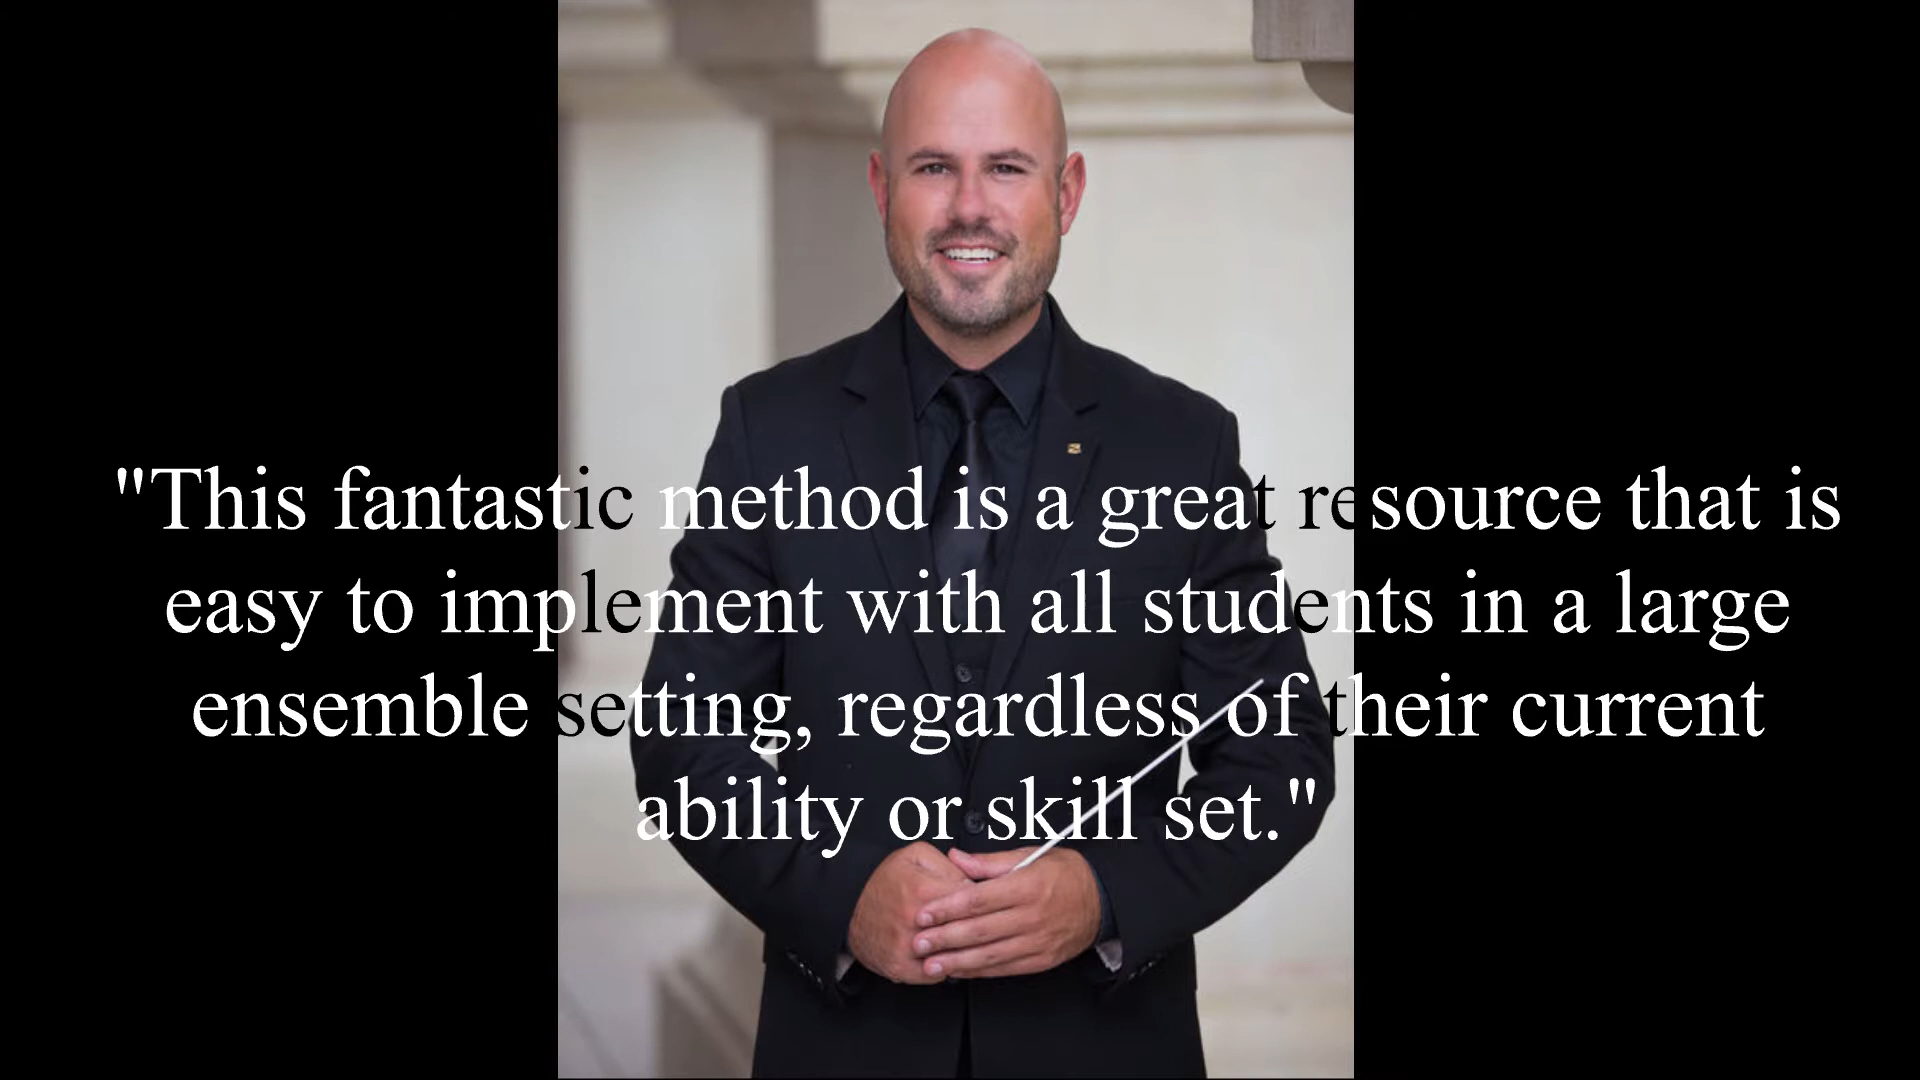 "This fantastic method is a great resource that is
easy to implement with all students in a large
ensemble setting, regardless of their current
ability or skill set."